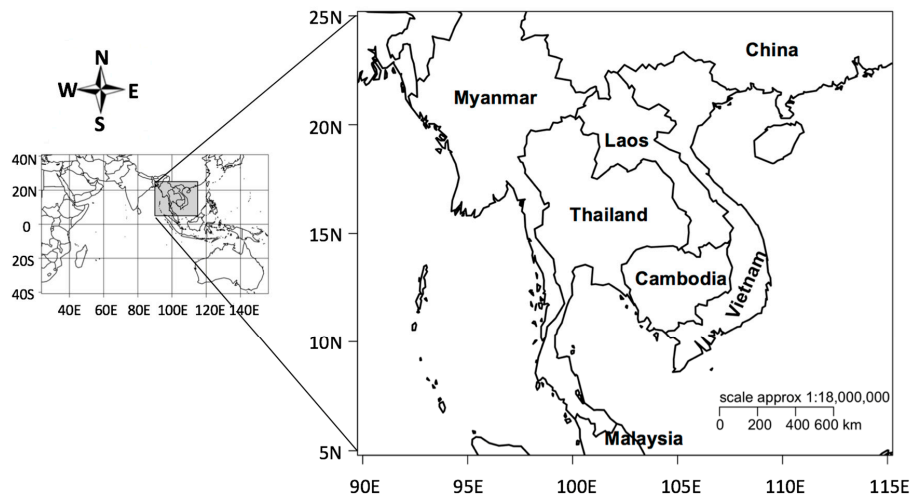 25N
20N
15N
10N
5N
90E
95E
100E
105E
110E
115E
China
Myanmar
Laos
Thailand
Cambodia
Vietnam
Malaysia
scale approx 1:18,000,000
0 200 400 600 km
N
W E
S
40N
20N
0
20S
40S
40E 60E 80E 100E 120E 140E